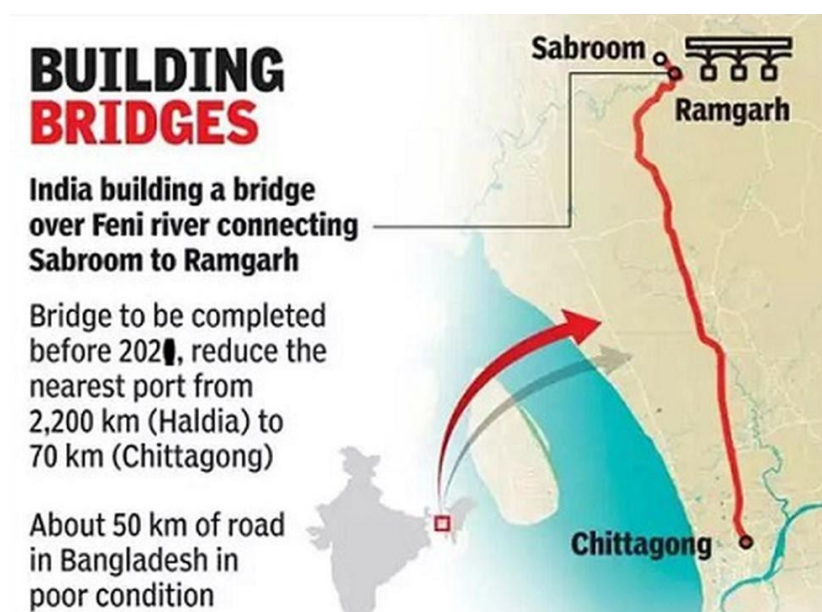 BUILDING
BRIDGES
India building a bridge
over Feni river connecting
Sabroom to Ramgarh
Bridge to be completed
before , reduce the
nearest port from
2,200 km (Haldia) to
70 km (Chittagong)
About 50 km of road
in Bangladesh in
poor condition
Sabroom
Ramgarh
Chittagong